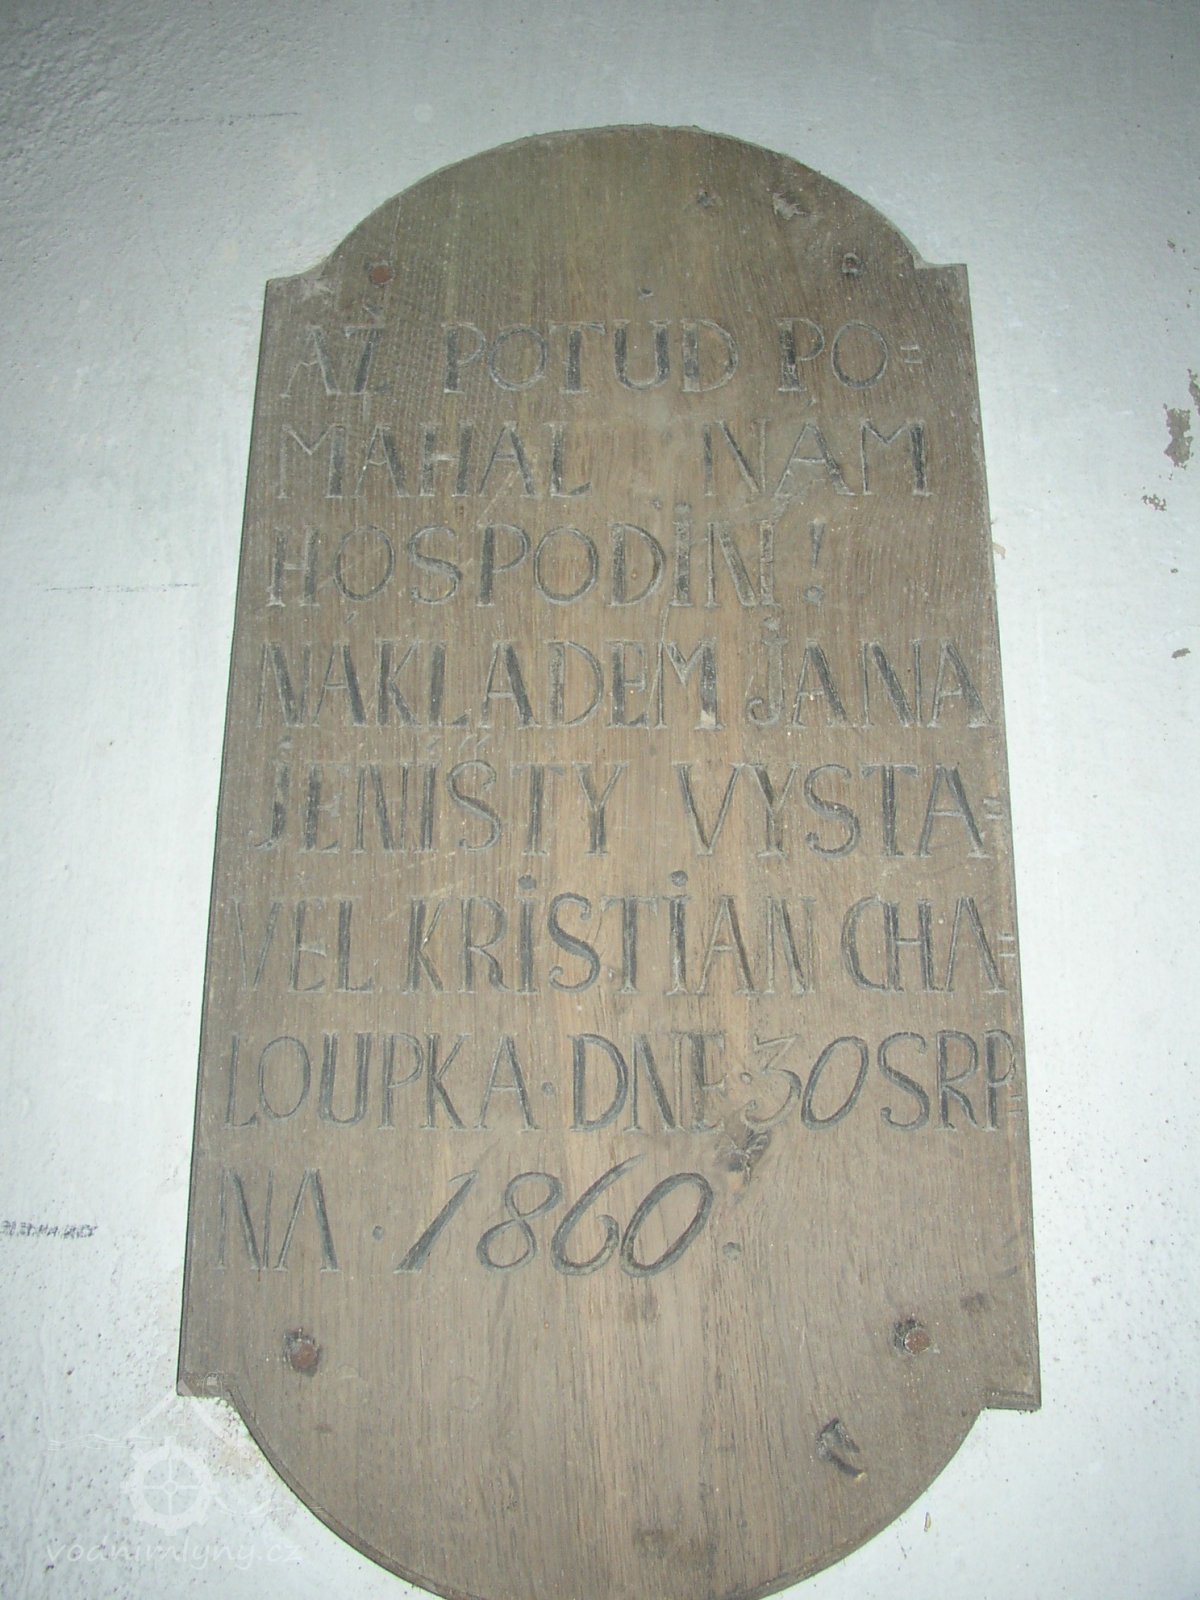 AŽ POTUD PO=
MAHAL NÁM
HOSPODIN!
NÁKLADEM JANA
JENÍŠTY VYSTA=
VĚL KRISTIAN CHA=
LOUPKA·DNE·30 SRP=
NA·1860.
vodnimlyny.cz